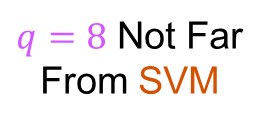 q = 8 Not Far
From SVM